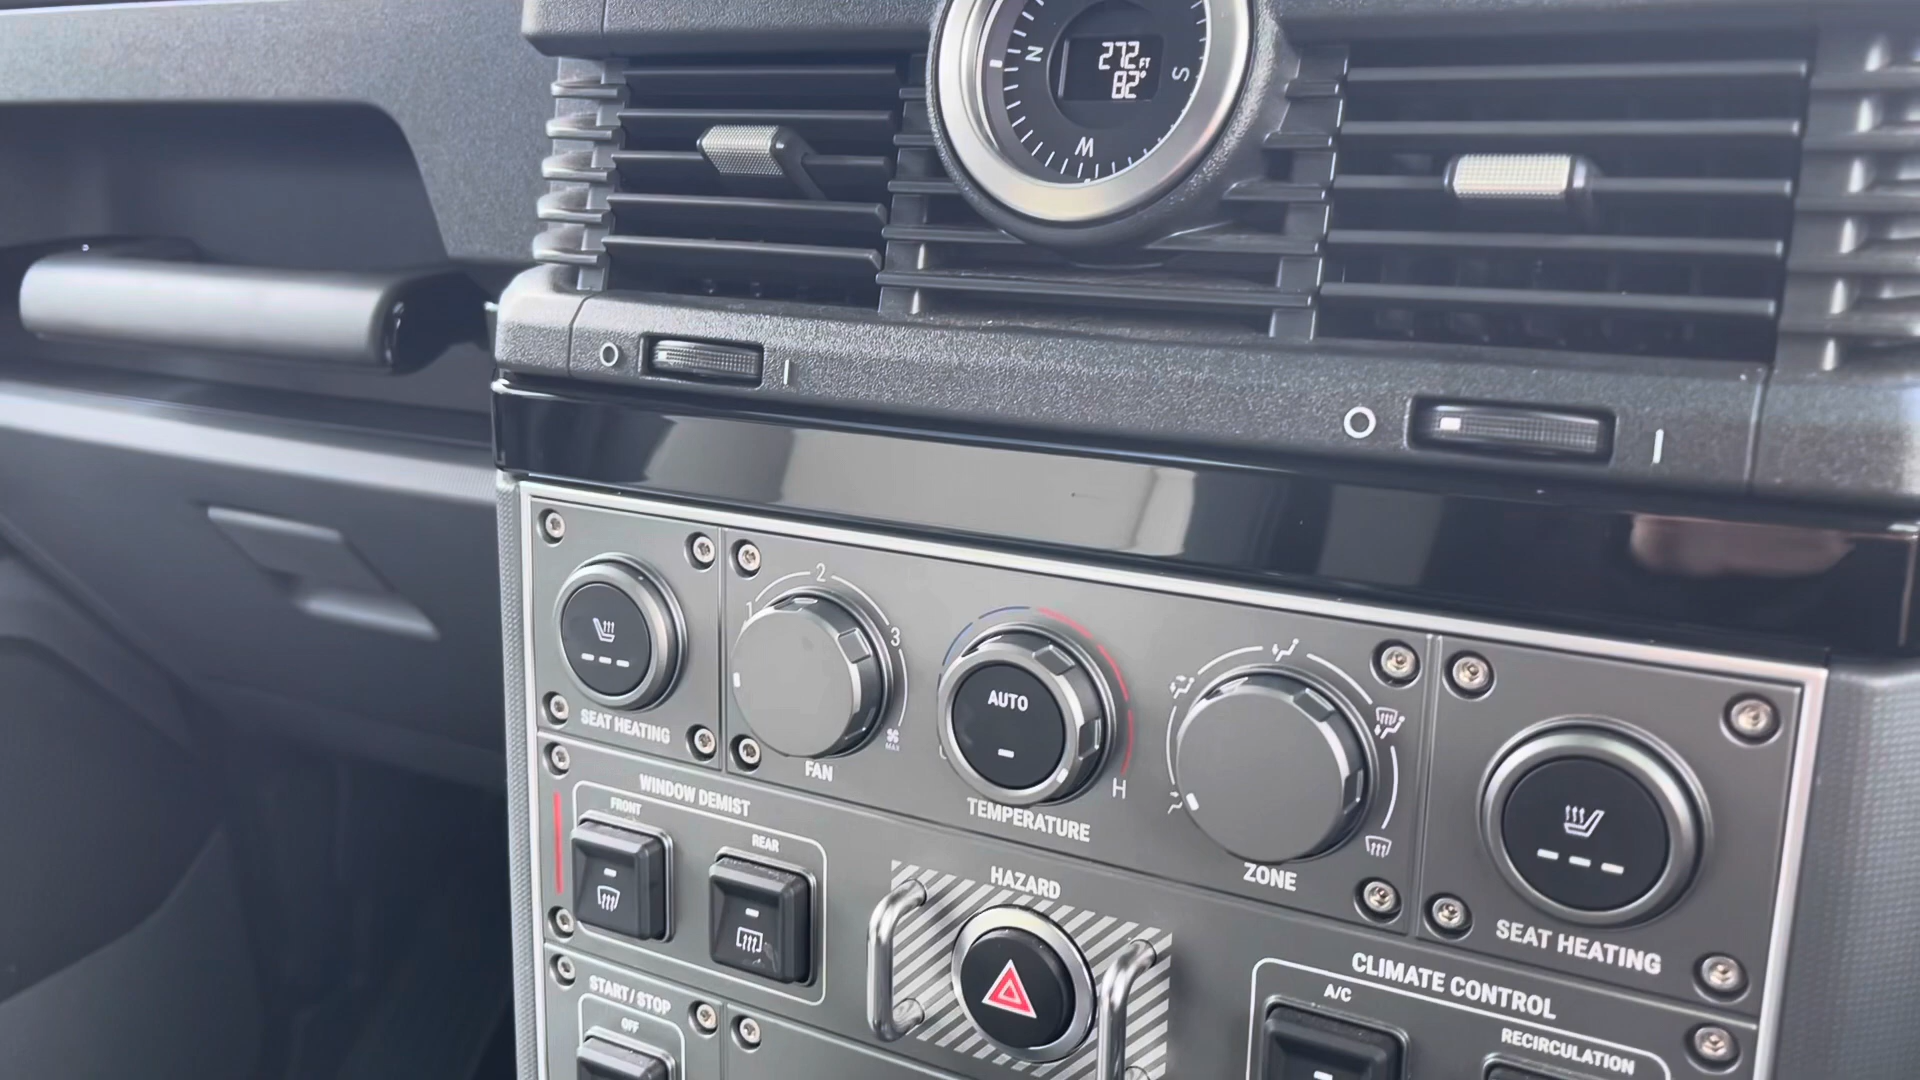 N
272 FT
82°
S
W
1
2
3
MAX
AUTO
H
SEAT HEATING
FAN
TEMPERATURE
ZONE
SEAT HEATING
WINDOW DEMIST
FRONT
REAR
HAZARD
CLIMATE CONTROL
A/C
RECIRCULATION
START/STOP
OFF